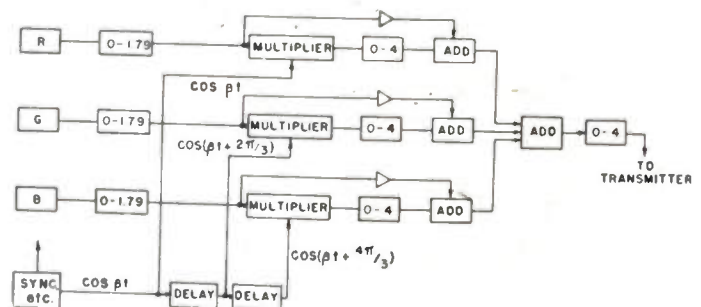 R
0-1.79
MULTIPLIER
0-4
ADD
COS βt
G
0-1.79
MULTIPLIER
0-4
ADD
ADD
0-4
COS(βt + 2π/3)
TO
TRANSMITTER
B
0-1.79
MULTIPLIER
0-4
ADD
COS(βt + 4π/3)
SYNC.
etc.
COS βt
DELAY
DELAY